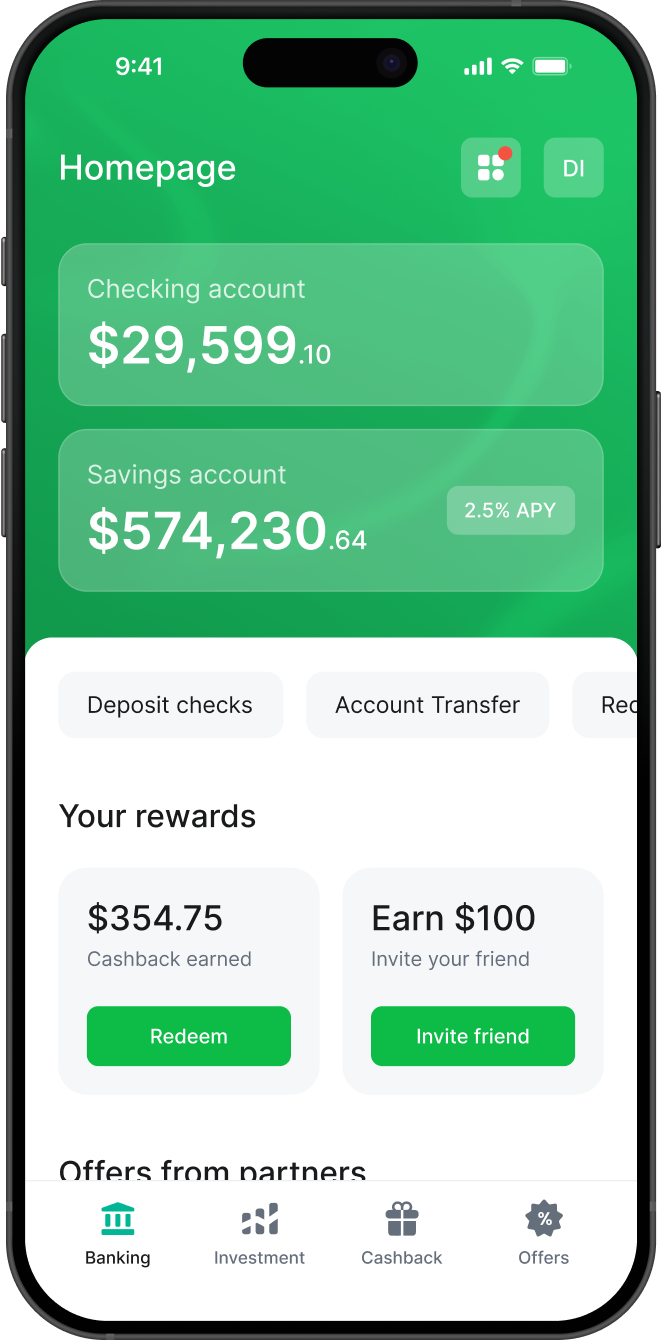 9:41
Homepage
DI
Checking account
$29,599.10
Savings account
$574,230.64
2.5% APY
Deposit checks
Account Transfer
Your rewards
$354.75
Cashback earned
Redeem
Earn $100
Invite your friend
Invite friend
Offers from partners
%
Banking
Investment
Cashback
Offers